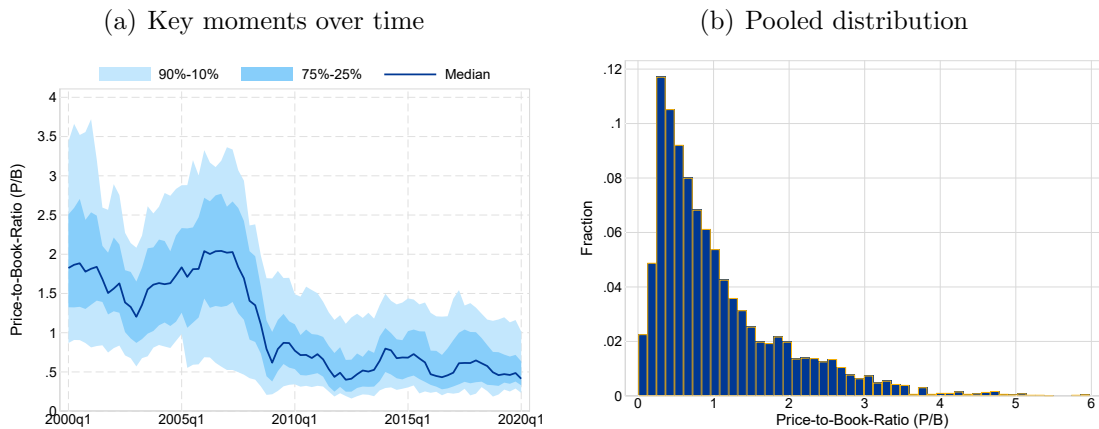 (a) Key moments over time
90%-10%
75%-25%
Median
Price-to-Book-Ratio (P/B)
4
3.5
3
2.5
2
1.5
1
.5
0
2000q1
2005q1
2010q1
2015q1
2020q1
(b) Pooled distribution
Fraction
.12
.1
.08
.06
.04
.02
0
0
1
2
3
4
5
6
Price-to-Book-Ratio (P/B)